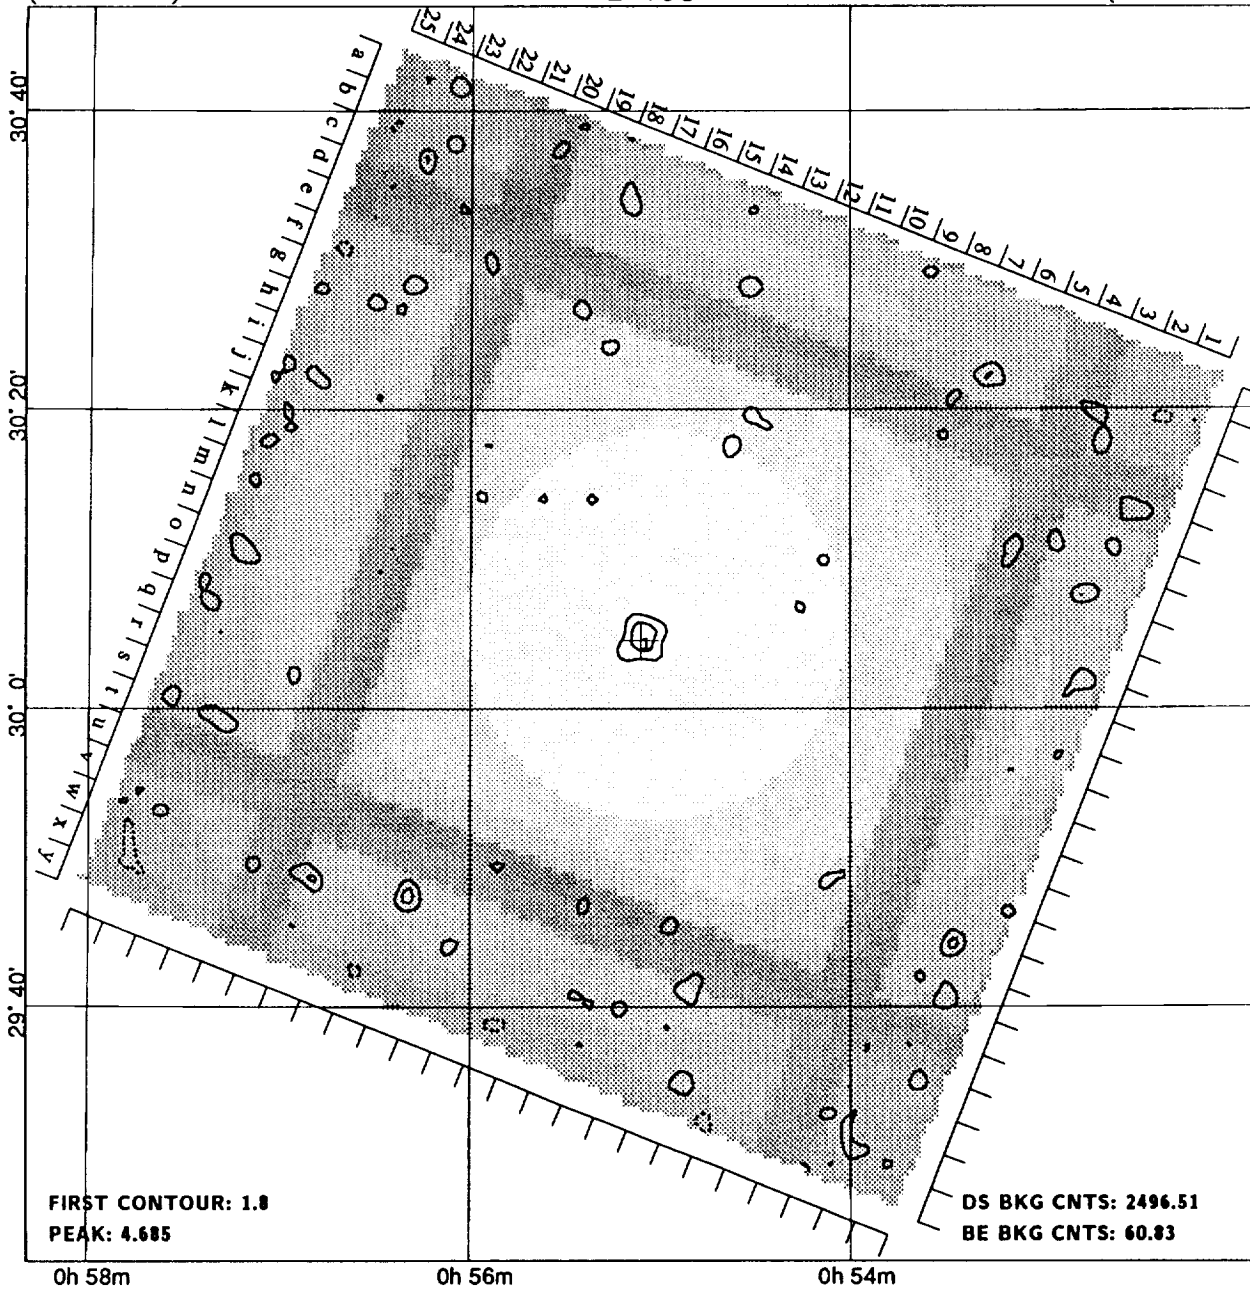 25 24 23 22 21 20 19 18 17 16 15 14 13 12 11 10 9 8 7 6 5 4 3 2 1
a b c d e f g h i j k l m n o p q r s t u v w x y
30° 40'
30° 20'
30° 0'
29° 40'
FIRST CONTOUR: 1.8
PEAK: 4.685
DS BKG CNTS: 2496.51
BE BKG CNTS: 60.83
0h 58m 0h 56m 0h 54m